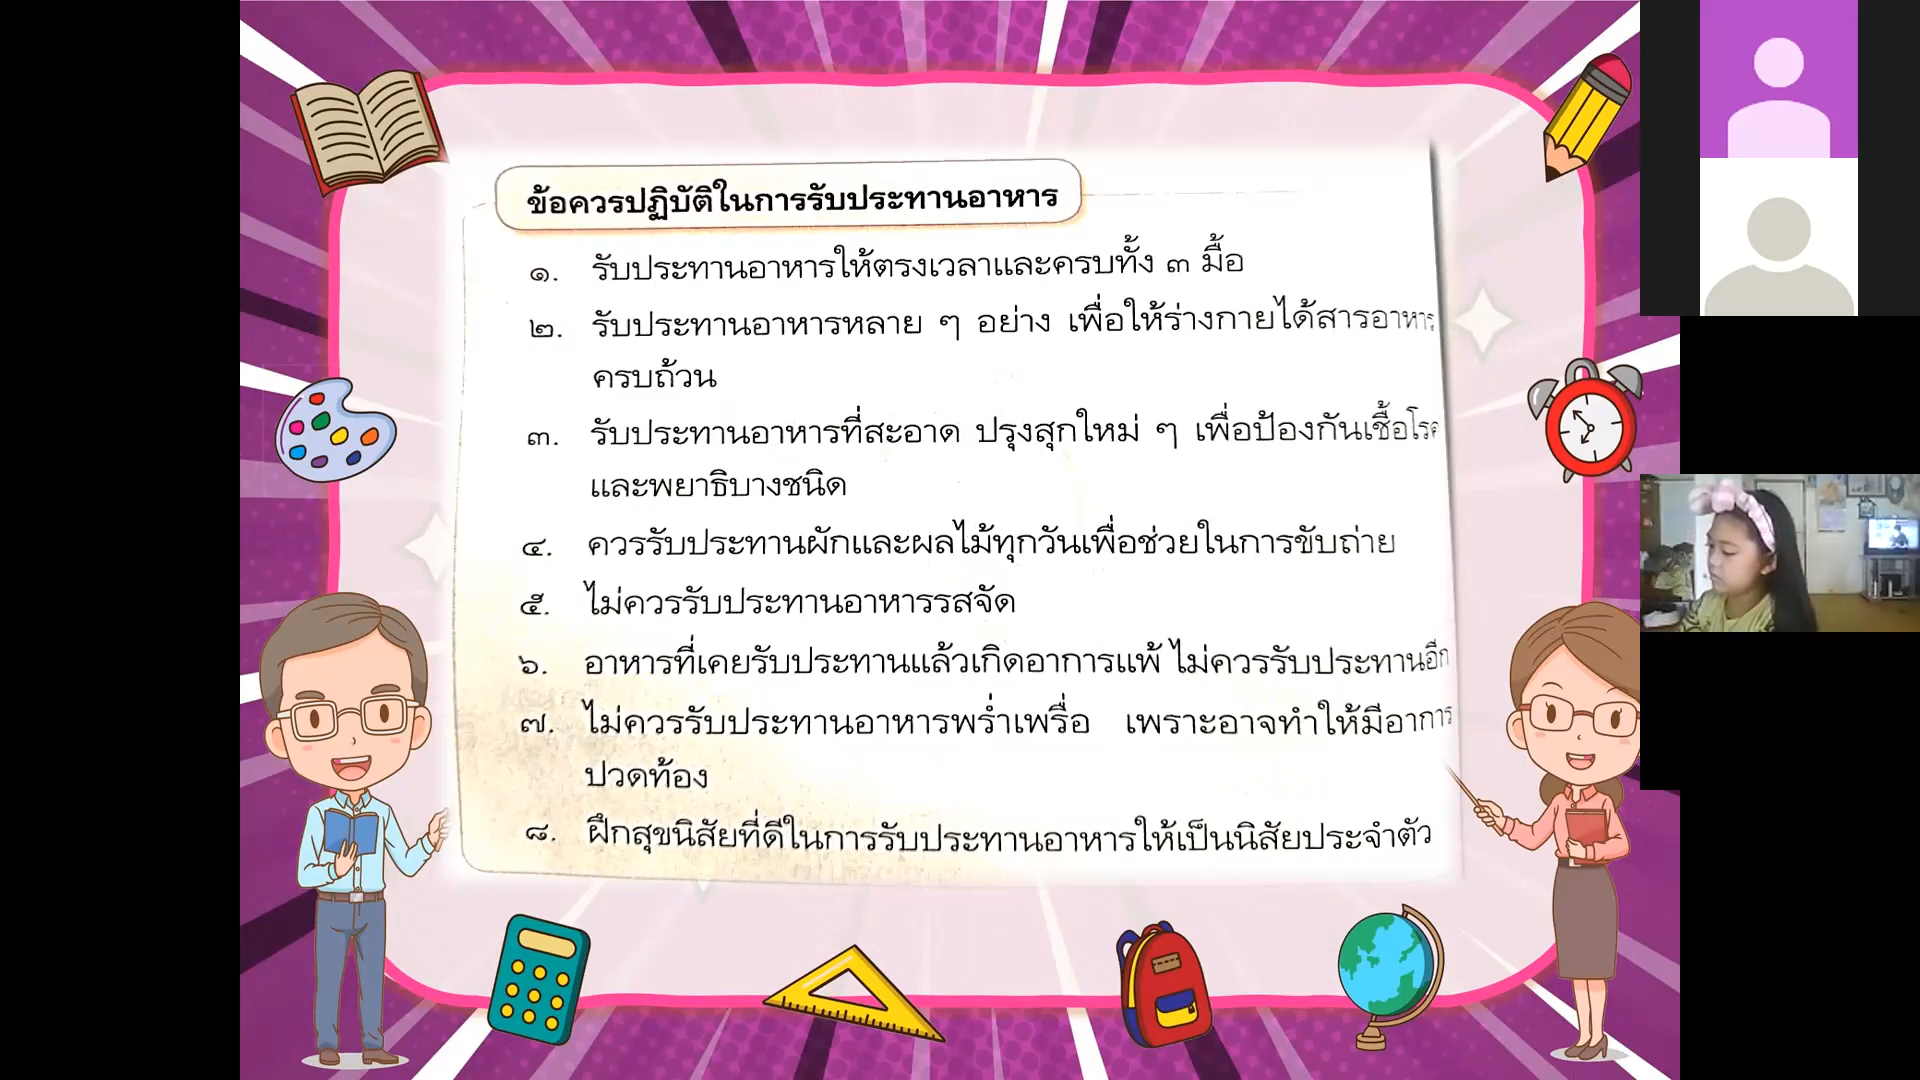 ข้อควรปฏิบัติในการรับประทานอาหาร
๑. รับประทานอาหารให้ตรงเวลาและครบทั้ง ๓ มื้อ
๒. รับประทานอาหารหลาย ๆ อย่าง เพื่อให้ร่างกายได้สารอาหาร
ครบถ้วน
๓. รับประทานอาหารที่สะอาด ปรุงสุกใหม่ ๆ เพื่อป้องกันเชื้อโรค
และพยาธิบางชนิด
๔. ควรรับประทานผักและผลไม้ทุกวันเพื่อช่วยในการขับถ่าย
๕. ไม่ควรรับประทานอาหารรสจัด
๖. อาหารที่เคยรับประทานแล้วเกิดอาการแพ้ ไม่ควรรับประทานอีก
๗. ไม่ควรรับประทานอาหารพร่ำเพรื่อ เพราะอาจทำให้มีอาการ
ปวดท้อง
๘. ฝึกสุขนิสัยที่ดีในการรับประทานอาหารให้เป็นนิสัยประจำตัว